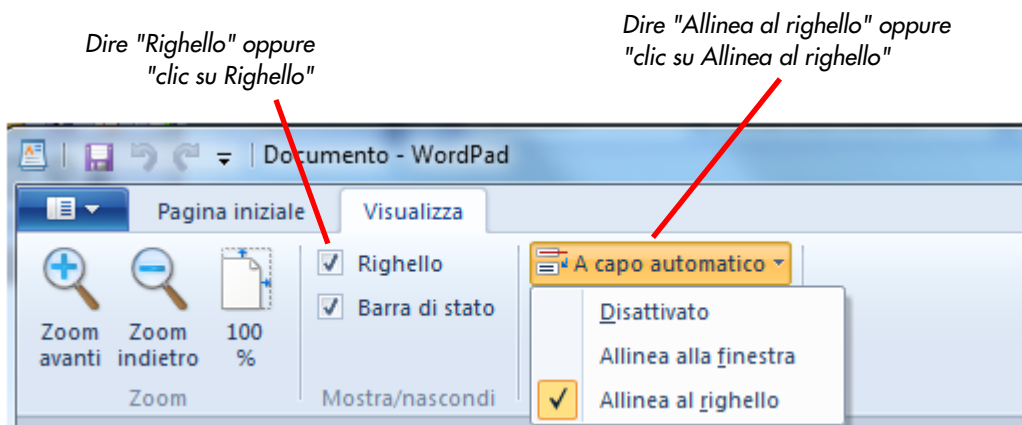 Dire "Righello" oppure
"clic su Righello"
Dire "Allinea al righello" oppure
"clic su Allinea al righello"
Documento - WordPad
Pagina iniziale
Visualizza
Zoom avanti
Zoom indietro
100 %
Zoom
Righello
Barra di stato
Mostra/nascondi
A capo automatico
Disattivato
Allinea alla finestra
Allinea al righello